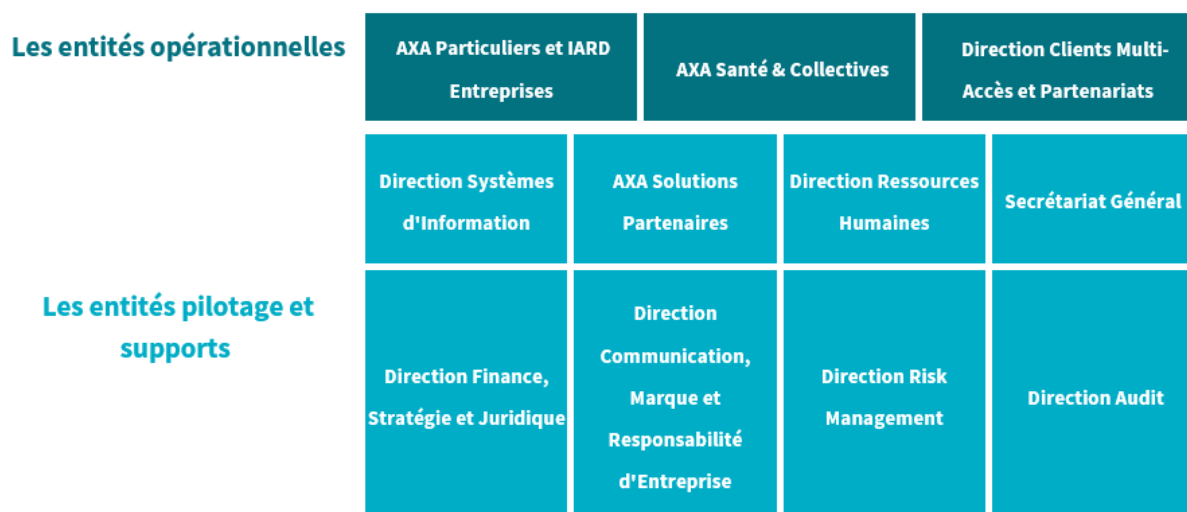 Les entités opérationnelles
AXA Particuliers et IARD
Entreprises
AXA Santé & Collectives
Direction Clients Multi-
Accès et Partenariats
Les entités pilotage et
supports
Direction Systèmes
d'Information
AXA Solutions
Partenaires
Direction Ressources
Humaines
Secrétariat Général
Direction Finance,
Stratégie et Juridique
Direction
Communication,
Marque et
Responsabilité
d'Entreprise
Direction Risk
Management
Direction Audit